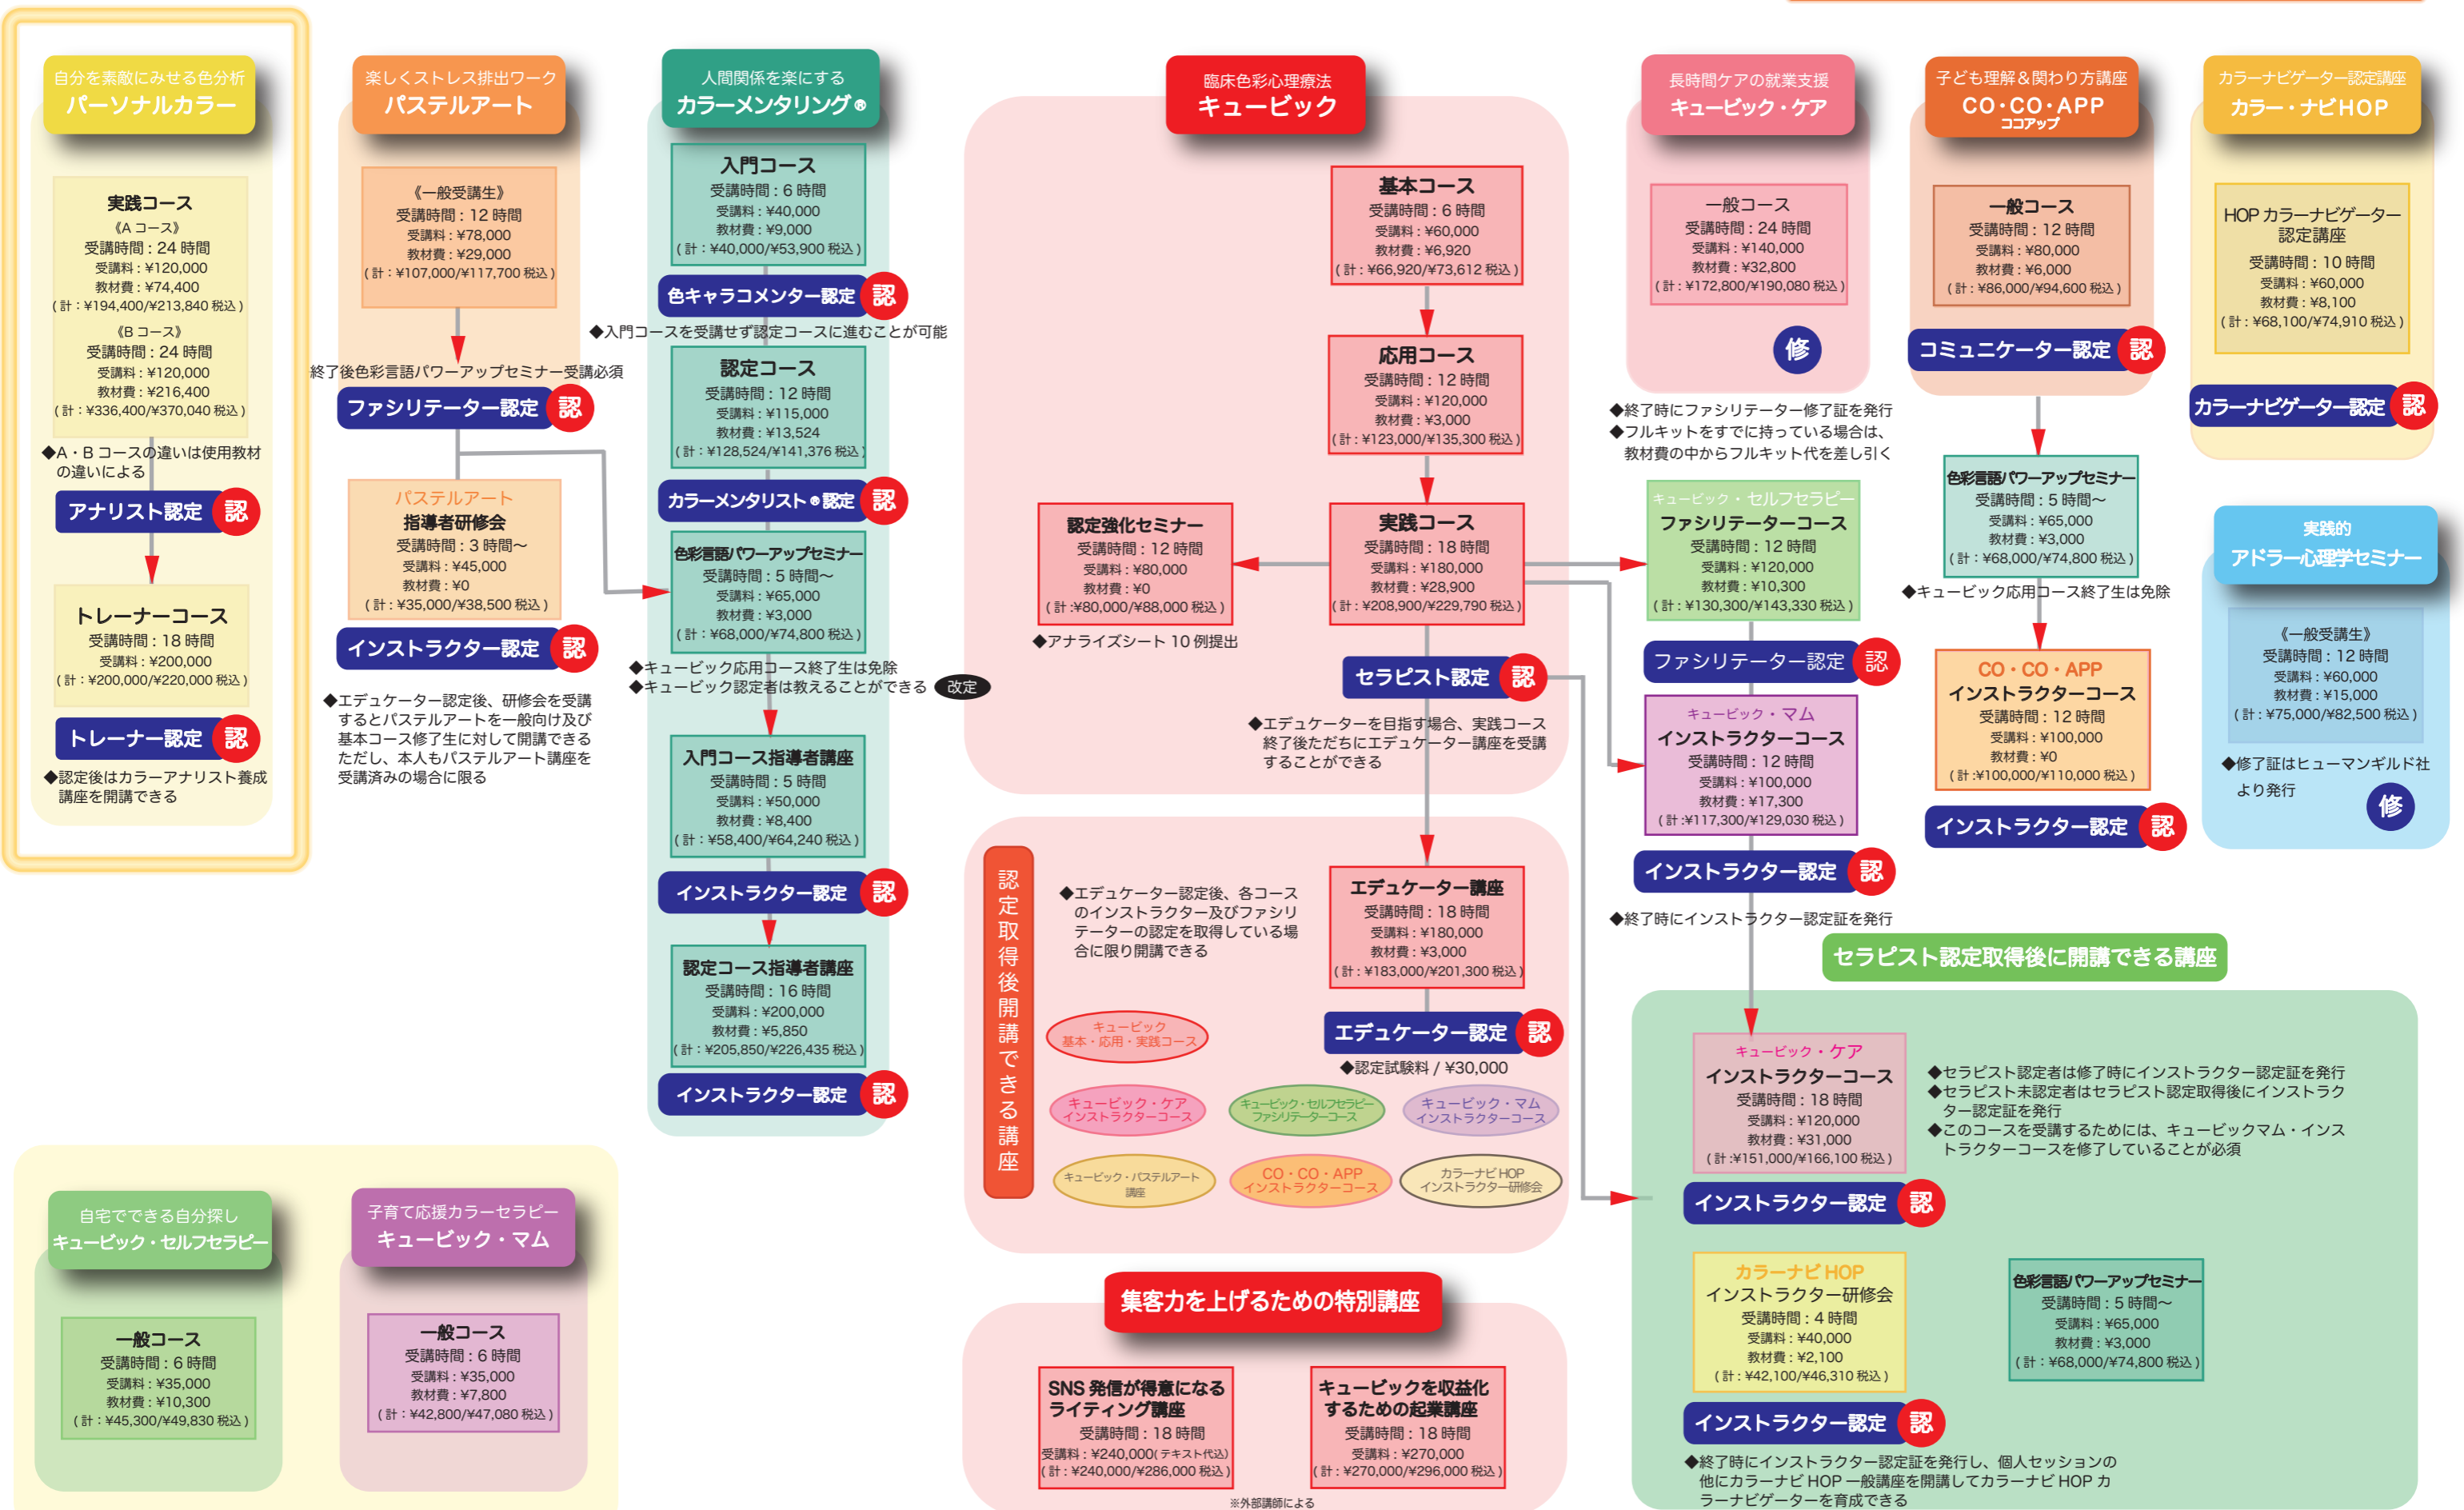 自分を素敵にみせる色分析
パーソナルカラー
実践コース
《A コース》
受講時間 : 24 時間
受講料 : ¥120,000
教材費 : ¥74,400
( 計 : ¥194,400/¥213,840 税込 )
《B コース》
受講時間 : 24 時間
受講料 : ¥120,000
教材費 : ¥216,400
( 計 : ¥336,400/¥370,040 税込 )
◆A・B コースの違いは使用教材
の違いによる
アナリスト認定 認
トレーナーコース
受講時間 : 18 時間
受講料 : ¥200,000
( 計 : ¥200,000/¥220,000 税込 )
トレーナー認定 認
◆認定後はカラーアナリスト養成
講座を開講できる
楽しくストレス排出ワーク
パステルアート
《一般受講生》
受講時間 : 12 時間
受講料 : ¥78,000
教材費 : ¥29,000
( 計 : ¥107,000/¥117,700 税込 )
終了後色彩言語パワーアップセミナー受講必須
ファシリテーター認定 認
パステルアート
指導者研修会
受講時間 : 3 時間〜
受講料 : ¥45,000
教材費 : ¥0
( 計 : ¥35,000/¥38,500 税込 )
インストラクター認定 認
◆エデュケーター認定後、研修会を受講
するとパステルアートを一般向け及び
基本コース修了生に対して開講できる
ただし、本人もパステルアート講座を
受講済みの場合に限る
人間関係を楽にする
カラーメンタリング®
入門コース
受講時間 : 6 時間
受講料 : ¥40,000
教材費 : ¥9,000
( 計 : ¥40,000/¥53,900 税込 )
色キャラコメンター認定 認
◆入門コースを受講せず認定コースに進むことが可能
認定コース
受講時間 : 12 時間
受講料 : ¥115,000
教材費 : ¥13,524
( 計 : ¥128,524/¥141,376 税込 )
カラーメンタリスト®認定 認
色彩言語パワーアップセミナー
受講時間 : 5 時間〜
受講料 : ¥65,000
教材費 : ¥3,000
( 計 : ¥68,000/¥74,800 税込 )
◆キュービック応用コース終了生は免除
◆キュービック認定者は教えることができる 改定
入門コース指導者講座
受講時間 : 5 時間
受講料 : ¥50,000
教材費 : ¥8,400
( 計 : ¥58,400/¥64,240 税込 )
インストラクター認定 認
認定コース指導者講座
受講時間 : 16 時間
受講料 : ¥200,000
教材費 : ¥5,850
( 計 : ¥205,850/¥226,435 税込 )
インストラクター認定 認
臨床色彩心理療法
キュービック
基本コース
受講時間 : 6 時間
受講料 : ¥60,000
教材費 : ¥6,920
( 計 : ¥66,920/¥73,612 税込 )
応用コース
受講時間 : 12 時間
受講料 : ¥120,000
教材費 : ¥3,000
( 計 : ¥123,000/¥135,300 税込 )
認定強化セミナー
受講時間 : 12 時間
受講料 : ¥80,000
教材費 : ¥0
( 計 :¥80,000/¥88,000 税込 )
◆アナライズシート 10 例提出
実践コース
受講時間 : 18 時間
受講料 : ¥180,000
教材費 : ¥28,900
( 計 : ¥208,900/¥229,790 税込 )
セラピスト認定 認
◆エデュケーターを目指す場合、実践コース
終了後ただちにエデュケーター講座を受講
することができる
認定取得後開講できる講座
◆エデュケーター認定後、各コース
のインストラクター及びファシリ
テーターの認定を取得している場
合に限り開講できる
エデュケーター講座
受講時間 : 18 時間
受講料 : ¥180,000
教材費 : ¥3,000
( 計 : ¥183,000/¥201,300 税込 )
エデュケーター認定 認
◆認定試験料 / ¥30,000
キュービック
基本・応用・実践コース
キュービック・ケア
インストラクターコース
キュービック・セルフセラピー
ファシリテーターコース
キュービック・マム
インストラクターコース
キュービック・パステルアート
講座
CO・CO・APP
インストラクターコース
カラーナビ HOP
インストラクター研修会
集客力を上げるための特別講座
SNS 発信が得意になる
ライティング講座
受講時間 : 18 時間
受講料 : ¥240,000( テキスト代込)
( 計 : ¥240,000/¥286,000 税込 )
キュービックを収益化
するための起業講座
受講時間 : 18 時間
受講料 : ¥270,000
( 計 : ¥270,000/¥296,000 税込 )
※外部講師による
長時間ケアの就業支援
キュービック・ケア
一般コース
受講時間 : 24 時間
受講料 : ¥140,000
教材費 : ¥32,800
( 計 : ¥172,800/¥190,080 税込 )
修
◆終了時にファシリテーター修了証を発行
◆フルキットをすでに持っている場合は、
教材費の中からフルキット代を差し引く
キュービック・セルフセラピー
ファシリテーターコース
受講時間 : 12 時間
受講料 : ¥120,000
教材費 : ¥10,300
( 計 : ¥130,300/¥143,330 税込 )
ファシリテーター認定 認
キュービック・マム
インストラクターコース
受講時間 : 12 時間
受講料 : ¥100,000
教材費 : ¥17,300
( 計 :¥117,300/¥129,030 税込 )
インストラクター認定 認
◆終了時にインストラクター認定証を発行
子ども理解＆関わり方講座
CO・CO・APP
ココアップ
一般コース
受講時間 : 12 時間
受講料 : ¥80,000
教材費 : ¥6,000
( 計 : ¥86,000/¥94,600 税込 )
コミュニケーター認定 認
色彩言語パワーアップセミナー
受講時間 : 5 時間〜
受講料 : ¥65,000
教材費 : ¥3,000
( 計 : ¥68,000/¥74,800 税込 )
◆キュービック応用コース終了生は免除
CO・CO・APP
インストラクターコース
受講時間 : 12 時間
受講料 : ¥100,000
教材費 : ¥0
( 計 :¥100,000/¥110,000 税込 )
インストラクター認定 認
カラーナビゲーター認定講座
カラー・ナビHOP
HOP カラーナビゲーター
認定講座
受講時間 : 10 時間
受講料 : ¥60,000
教材費 : ¥8,100
( 計 : ¥68,100/¥74,910 税込 )
カラーナビゲーター認定 認
実践的
アドラー心理学セミナー
《一般受講生》
受講時間 : 12 時間
受講料 : ¥60,000
教材費 : ¥15,000
( 計 : ¥75,000/¥82,500 税込 )
◆修了証はヒューマンギルド社
より発行
修
セラピスト認定取得後に開講できる講座
キュービック・ケア
インストラクターコース
受講時間 : 18 時間
受講料 : ¥120,000
教材費 : ¥31,000
( 計 :¥151,000/¥166,100 税込 )
インストラクター認定 認
◆セラピスト認定者は修了時にインストラクター認定証を発行
◆セラピスト未認定者はセラピスト認定取得後にインストラク
ター認定証を発行
◆このコースを受講するためには、キュービックマム・インス
トラクターコースを修了していることが必須
カラーナビ HOP
インストラクター研修会
受講時間 : 4 時間
受講料 : ¥40,000
教材費 : ¥2,100
( 計 : ¥42,100/¥46,310 税込 )
インストラクター認定 認
◆終了時にインストラクター認定証を発行し、個人セッションの
他にカラーナビ HOP 一般講座を開講してカラーナビ HOP カ
ラーナビゲーターを育成できる
色彩言語パワーアップセミナー
受講時間 : 5 時間〜
受講料 : ¥65,000
教材費 : ¥3,000
( 計 : ¥68,000/¥74,800 税込 )
自宅でできる自分探し
キュービック・セルフセラピー
一般コース
受講時間 : 6 時間
受講料 : ¥35,000
教材費 : ¥10,300
( 計 : ¥45,300/¥49,830 税込 )
子育て応援カラーセラピー
キュービック・マム
一般コース
受講時間 : 6 時間
受講料 : ¥35,000
教材費 : ¥7,800
( 計 : ¥42,800/¥47,080 税込 )